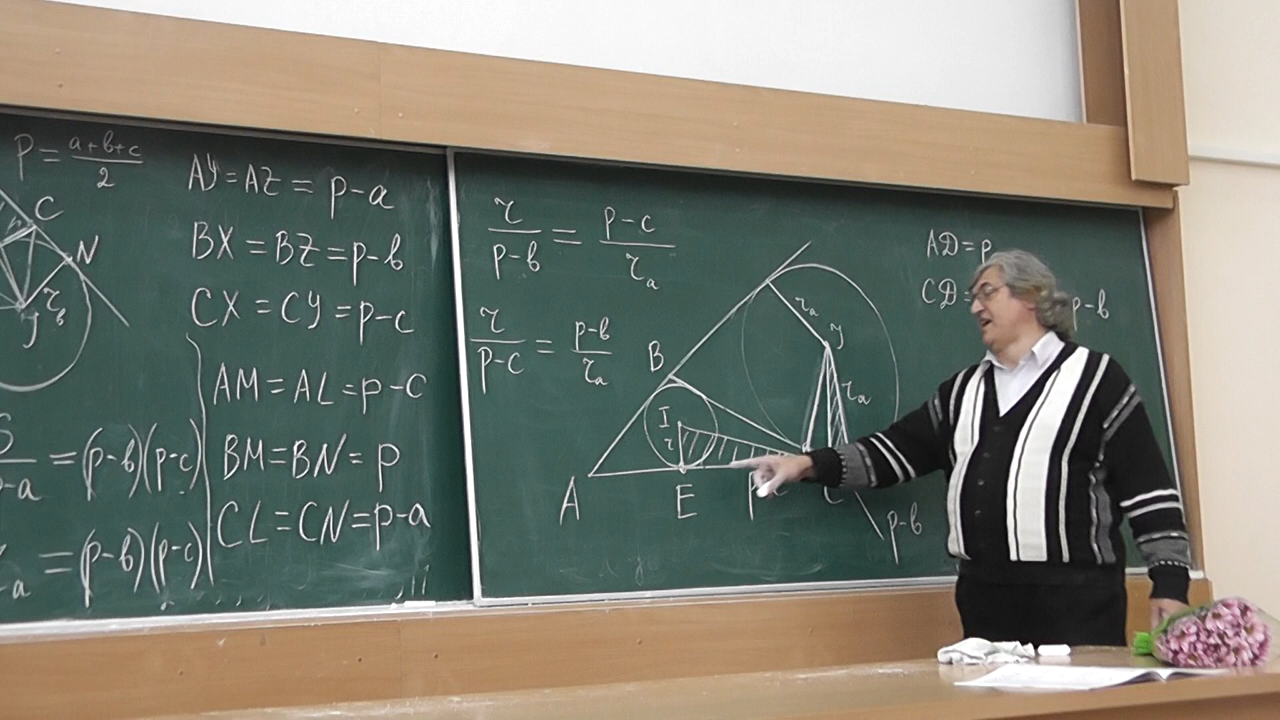 P = a+b+c / 2
C
N
r_b
J
AY = AZ = p-a
BX = BZ = p-b
CX = CY = p-c
AM = AL = p-c
BM = BN = p
CL = CN = p-a
= (p-b)(p-c)
-a
= (p-b)(p-c)
-a
r / p-b = p-c / r_a
r / p-c = p-b / r_a
B
I
r
A
E
r_a
J
r_a
p-b
AD = p
CD =
p-b